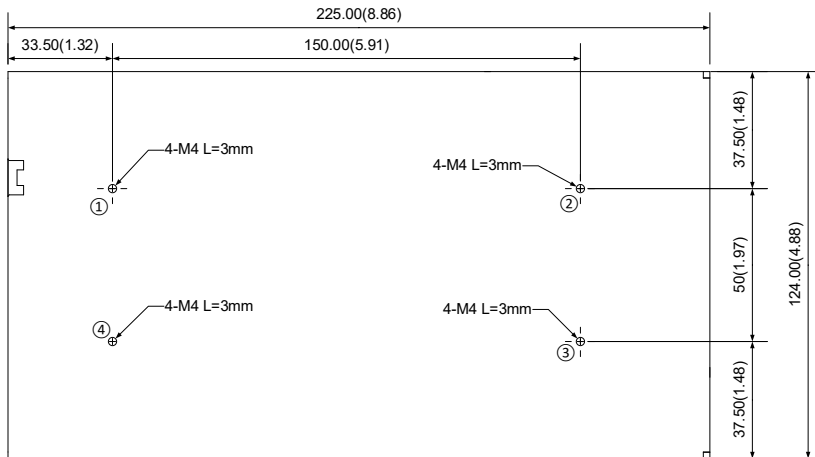 225.00(8.86)
33.50(1.32)
150.00(5.91)
37.50(1.48)
4-M4 L=3mm
4-M4 L=3mm
①
②
50(1.97)
124.00(4.88)
4-M4 L=3mm
4-M4 L=3mm
④
③
37.50(1.48)